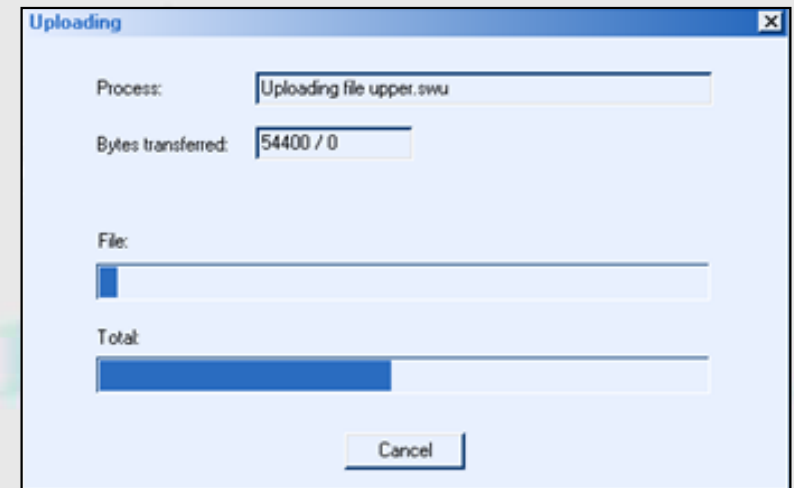 Uploading
Process: Uploading file upper.swu
Bytes transferred: 54400 / 0
File:
Total:
Cancel